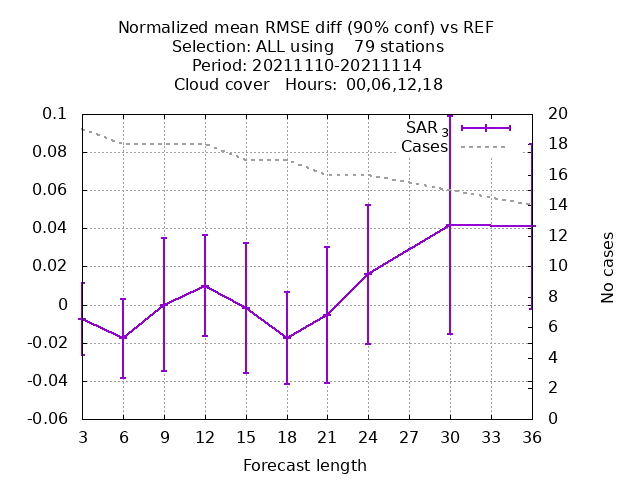 Normalized mean RMSE diff (90% conf) vs REF
Selection: ALL using    79 stations
Period: 20211110-20211114
Cloud cover   Hours:  00,06,12,18
0.1
0.08
0.06
0.04
0.02
0
-0.02
-0.04
-0.06
20
18
16
14
12
10
8
6
4
2
0
SAR 3
Cases
No cases
3 6 9 12 15 18 21 24 27 30 33 36
Forecast length